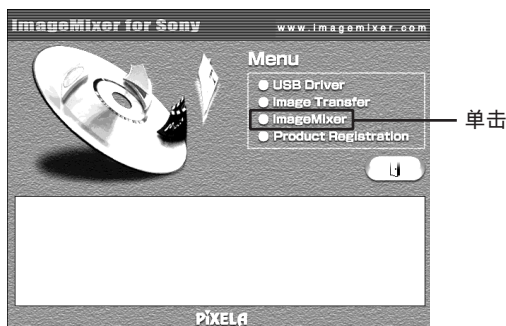 ImageMixer for Sony
www.imagemixer.com
Menu
USB Driver
Image Transfer
ImageMixer
Product Registration
单击
PIXELA